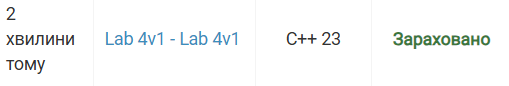 2
хвилини
тому
Lab 4v1 - Lab 4v1
C++ 23
Зараховано